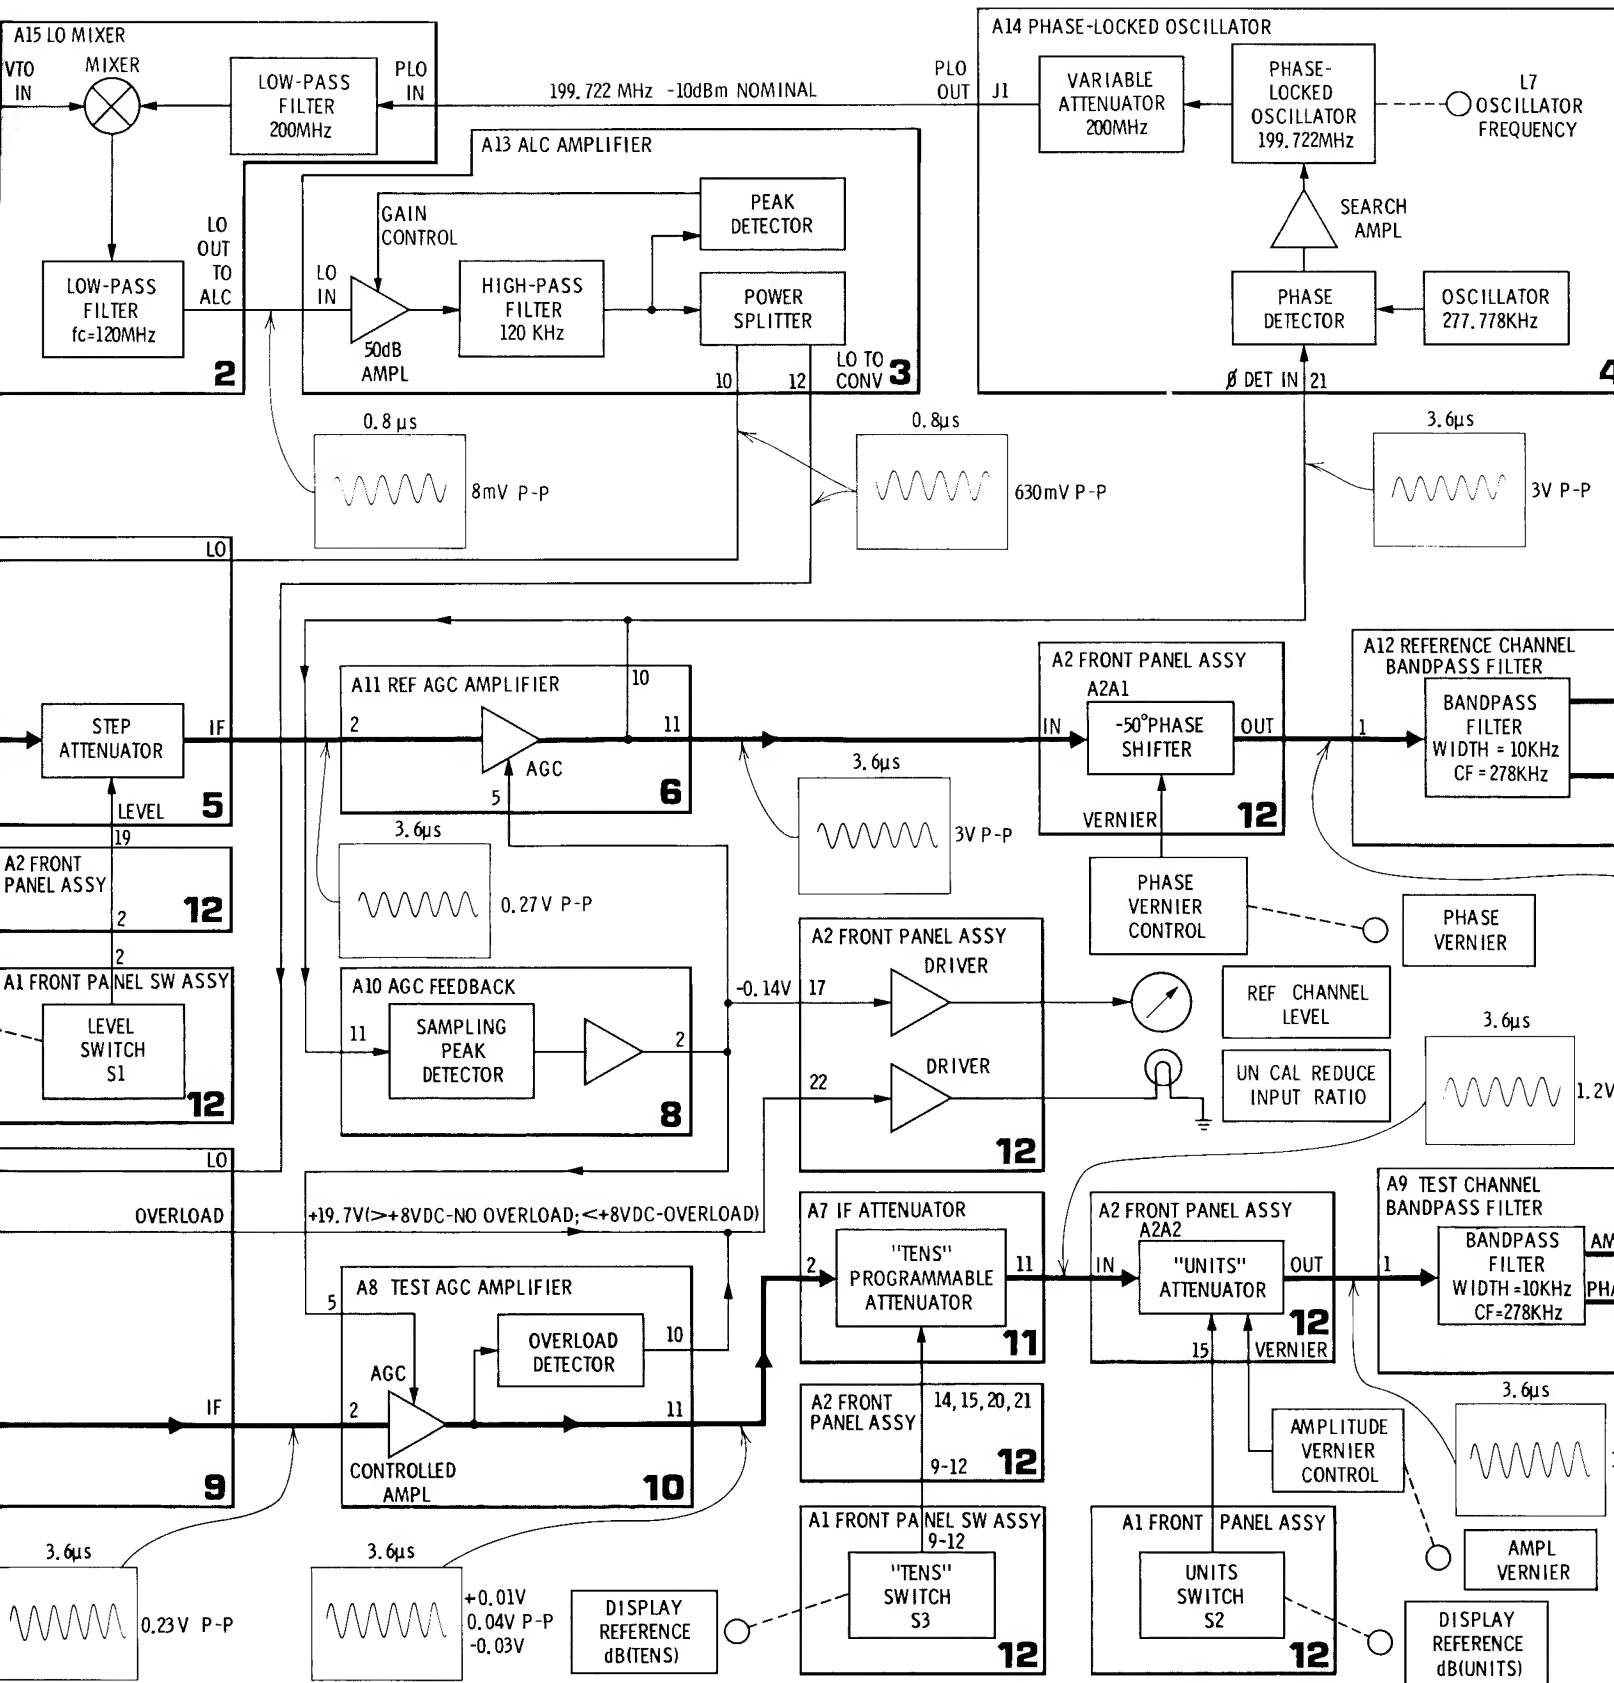 A15 LO MIXER
VTO
IN
MIXER
LOW-PASS
FILTER
200MHz
PLO
IN
199.722 MHz -10dBm NOMINAL
PLO
OUT
A14 PHASE-LOCKED OSCILLATOR
J1
VARIABLE
ATTENUATOR
200MHz
PHASE-
LOCKED
OSCILLATOR
199.722MHz
L7
OSCILLATOR
FREQUENCY
SEARCH
AMPL
PHASE
DETECTOR
OSCILLATOR
277.778KHz
Ø DET IN
21
4
LOW-PASS
FILTER
fc=120MHz
LO
OUT
TO
ALC
2
A13 ALC AMPLIFIER
GAIN
CONTROL
LO
IN
50dB
AMPL
HIGH-PASS
FILTER
120 KHz
PEAK
DETECTOR
POWER
SPLITTER
10
12
LO TO
CONV
3
0.8µs
8mV P-P
0.8µs
630mV P-P
3.6µs
3V P-P
LO
STEP
ATTENUATOR
IF
LEVEL
5
19
A2 FRONT
PANEL ASSY
12
2
2
A1 FRONT PANEL SW ASSY
LEVEL
SWITCH
S1
12
A11 REF AGC AMPLIFIER
10
2
11
AGC
5
6
3.6µs
0.27V P-P
3.6µs
3V P-P
A2 FRONT PANEL ASSY
A2A1
IN
-50°PHASE
SHIFTER
OUT
VERNIER
12
PHASE
VERNIER
CONTROL
PHASE
VERNIER
A12 REFERENCE CHANNEL
BANDPASS FILTER
1
BANDPASS
FILTER
WIDTH = 10KHz
CF = 278KHz
A10 AGC FEEDBACK
11
SAMPLING
PEAK
DETECTOR
2
8
-0.14V
A2 FRONT PANEL ASSY
17
DRIVER
22
DRIVER
12
REF CHANNEL
LEVEL
UN CAL REDUCE
INPUT RATIO
3.6µs
1.2V
LO
OVERLOAD
+19.7V(>+8VDC-NO OVERLOAD;<+8VDC-OVERLOAD)
IF
9
A8 TEST AGC AMPLIFIER
5
OVERLOAD
DETECTOR
10
AGC
2
11
CONTROLLED
AMPL
10
A7 IF ATTENUATOR
2
"TENS"
PROGRAMMABLE
ATTENUATOR
11
11
A2 FRONT
PANEL ASSY
14,15,20,21
9-12
12
A1 FRONT PANEL SW ASSY
9-12
"TENS"
SWITCH
S3
12
A2 FRONT PANEL ASSY
A2A2
IN
"UNITS"
ATTENUATOR
OUT
12
15
VERNIER
AMPLITUDE
VERNIER
CONTROL
A1 FRONT PANEL ASSY
UNITS
SWITCH
S2
12
A9 TEST CHANNEL
BANDPASS FILTER
1
BANDPASS
FILTER
WIDTH=10KHz
CF=278KHz
AM
PHA
3.6µs
AMPL
VERNIER
DISPLAY
REFERENCE
dB(UNITS)
3.6µs
0.23V P-P
3.6µs
+0.01V
0.04V P-P
-0.03V
DISPLAY
REFERENCE
dB(TENS)